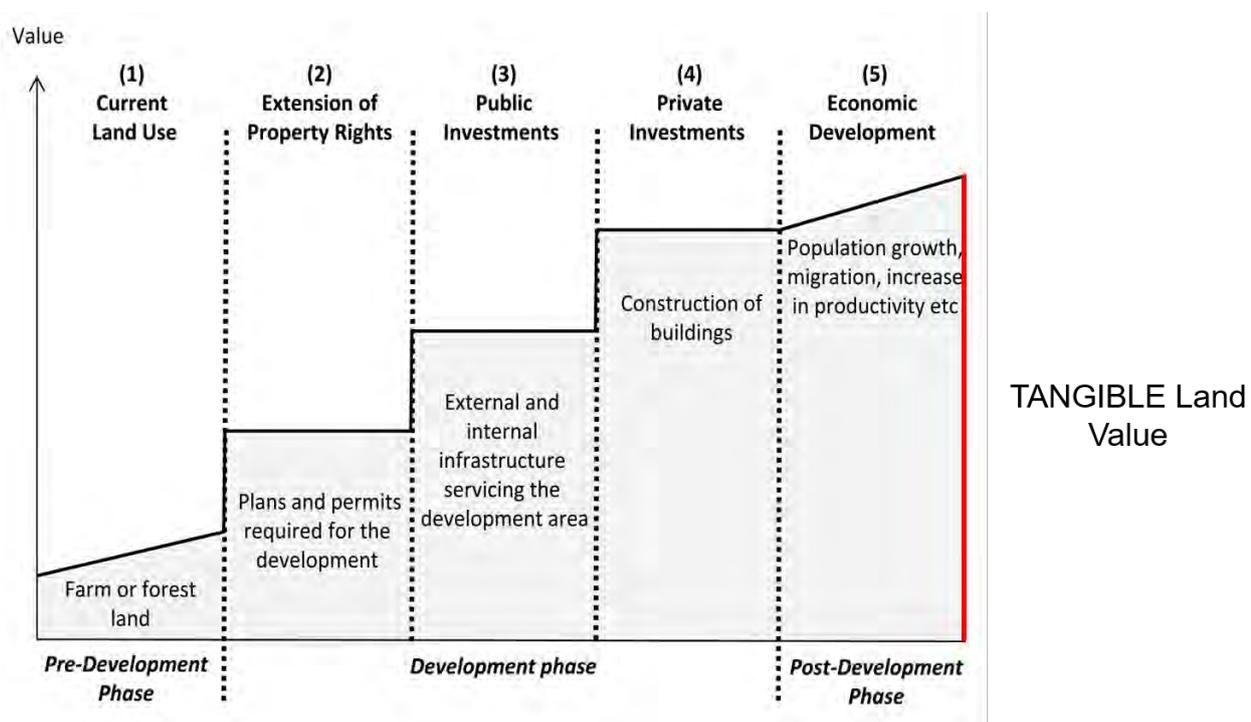 Value
(1)
Current
Land Use
(2)
Extension of
Property Rights
(3)
Public
Investments
(4)
Private
Investments
(5)
Economic
Development
Farm or forest
land
Plans and permits
required for the
development
External and
internal
infrastructure
servicing the
development area
Construction of
buildings
Population growth,
migration, increase
in productivity etc
Pre-Development
Phase
Development phase
Post-Development
Phase
TANGIBLE Land
Value